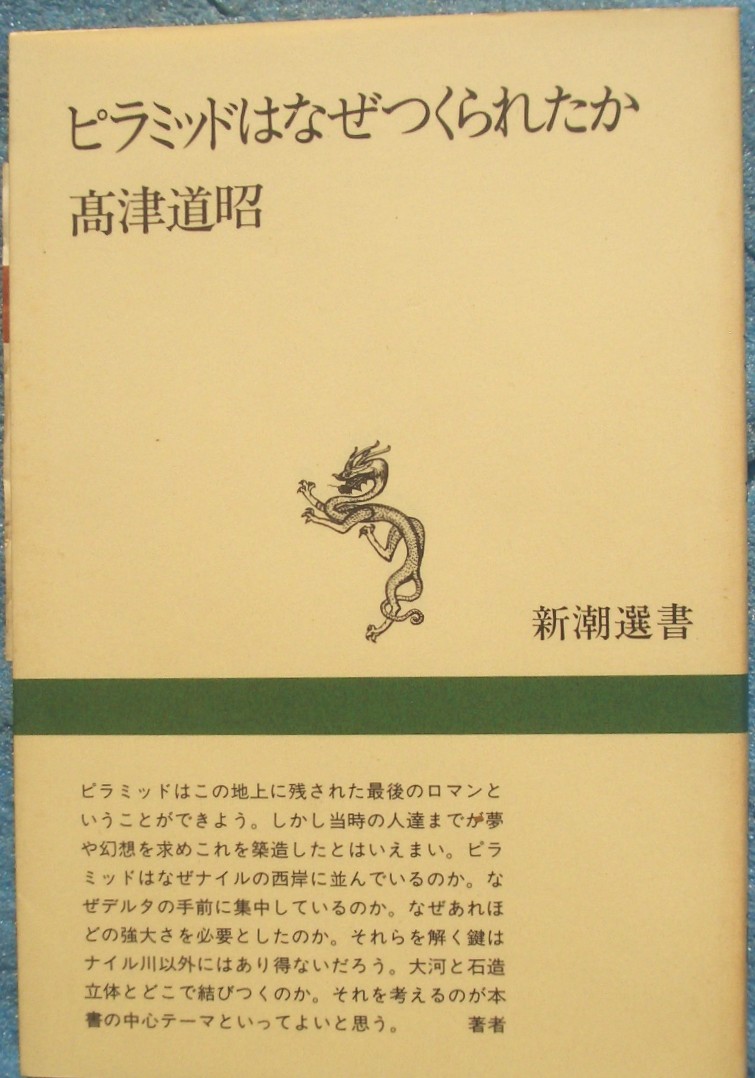 ピラミッドはなぜつくられたか
髙津道昭
新潮選書
ピラミッドはこの地上に残された最後のロマンと
いうことができよう。しかし当時の人達までが夢
や幻想を求めこれを築造したとはいえまい。ピラ
ミッドはなぜナイルの西岸に並んでいるのか。な
ぜデルタの手前に集中しているのか。なぜあれほ
どの強大さを必要としたのか。それらを解く鍵は
ナイル川以外にはあり得ないだろう。大河と石造
立体とどこで結びつくのか。それを考えるのが本
書の中心テーマといってよいと思う。 著者